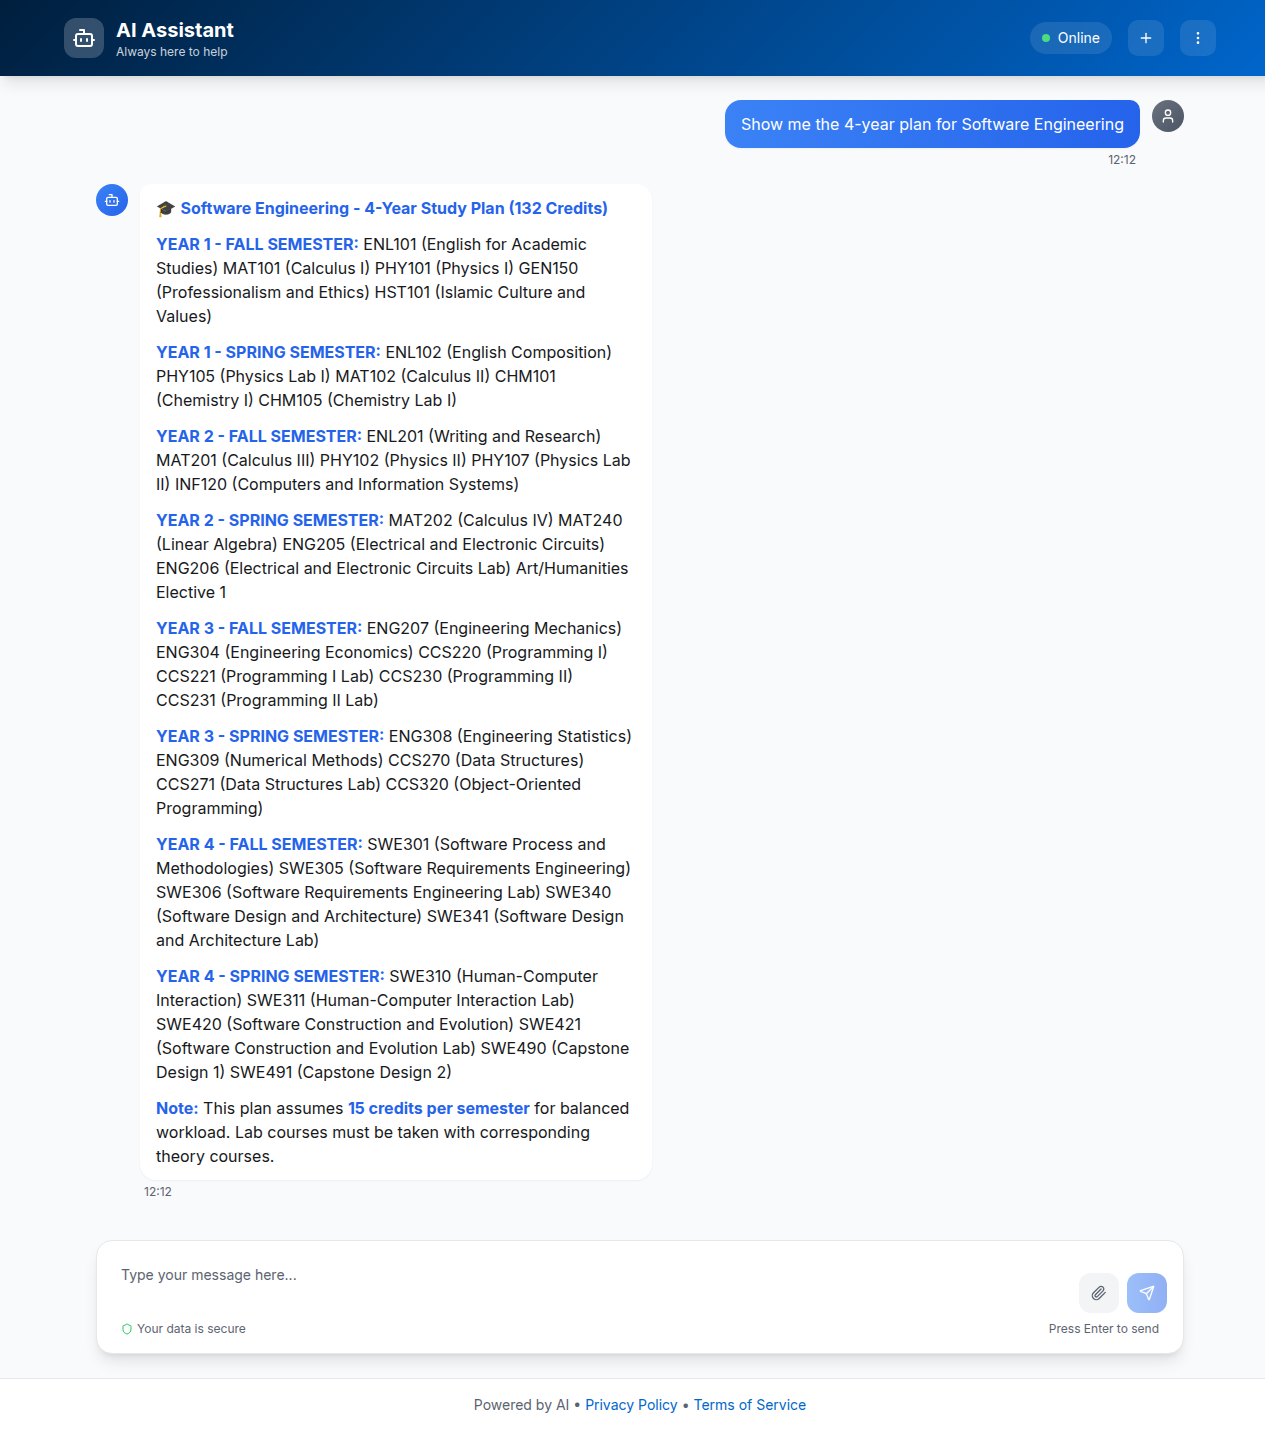 AI Assistant
Always here to help
Online
Show me the 4-year plan for Software Engineering
12:12
🎓 Software Engineering - 4-Year Study Plan (132 Credits)
YEAR 1 - FALL SEMESTER: ENL101 (English for Academic
Studies) MAT101 (Calculus I) PHY101 (Physics I) GEN150
(Professionalism and Ethics) HST101 (Islamic Culture and
Values)
YEAR 1 - SPRING SEMESTER: ENL102 (English Composition)
PHY105 (Physics Lab I) MAT102 (Calculus II) CHM101
(Chemistry I) CHM105 (Chemistry Lab I)
YEAR 2 - FALL SEMESTER: ENL201 (Writing and Research)
MAT201 (Calculus III) PHY102 (Physics II) PHY107 (Physics Lab
II) INF120 (Computers and Information Systems)
YEAR 2 - SPRING SEMESTER: MAT202 (Calculus IV) MAT240
(Linear Algebra) ENG205 (Electrical and Electronic Circuits)
ENG206 (Electrical and Electronic Circuits Lab) Art/Humanities
Elective 1
YEAR 3 - FALL SEMESTER: ENG207 (Engineering Mechanics)
ENG304 (Engineering Economics) CCS220 (Programming I)
CCS221 (Programming I Lab) CCS230 (Programming II)
CCS231 (Programming II Lab)
YEAR 3 - SPRING SEMESTER: ENG308 (Engineering Statistics)
ENG309 (Numerical Methods) CCS270 (Data Structures)
CCS271 (Data Structures Lab) CCS320 (Object-Oriented
Programming)
YEAR 4 - FALL SEMESTER: SWE301 (Software Process and
Methodologies) SWE305 (Software Requirements Engineering)
SWE306 (Software Requirements Engineering Lab) SWE340
(Software Design and Architecture) SWE341 (Software Design
and Architecture Lab)
YEAR 4 - SPRING SEMESTER: SWE310 (Human-Computer
Interaction) SWE311 (Human-Computer Interaction Lab)
SWE420 (Software Construction and Evolution) SWE421
(Software Construction and Evolution Lab) SWE490 (Capstone
Design 1) SWE491 (Capstone Design 2)
Note: This plan assumes 15 credits per semester for balanced
workload. Lab courses must be taken with corresponding
theory courses.
12:12
Type your message here...
Your data is secure
Press Enter to send
Powered by AI • Privacy Policy • Terms of Service